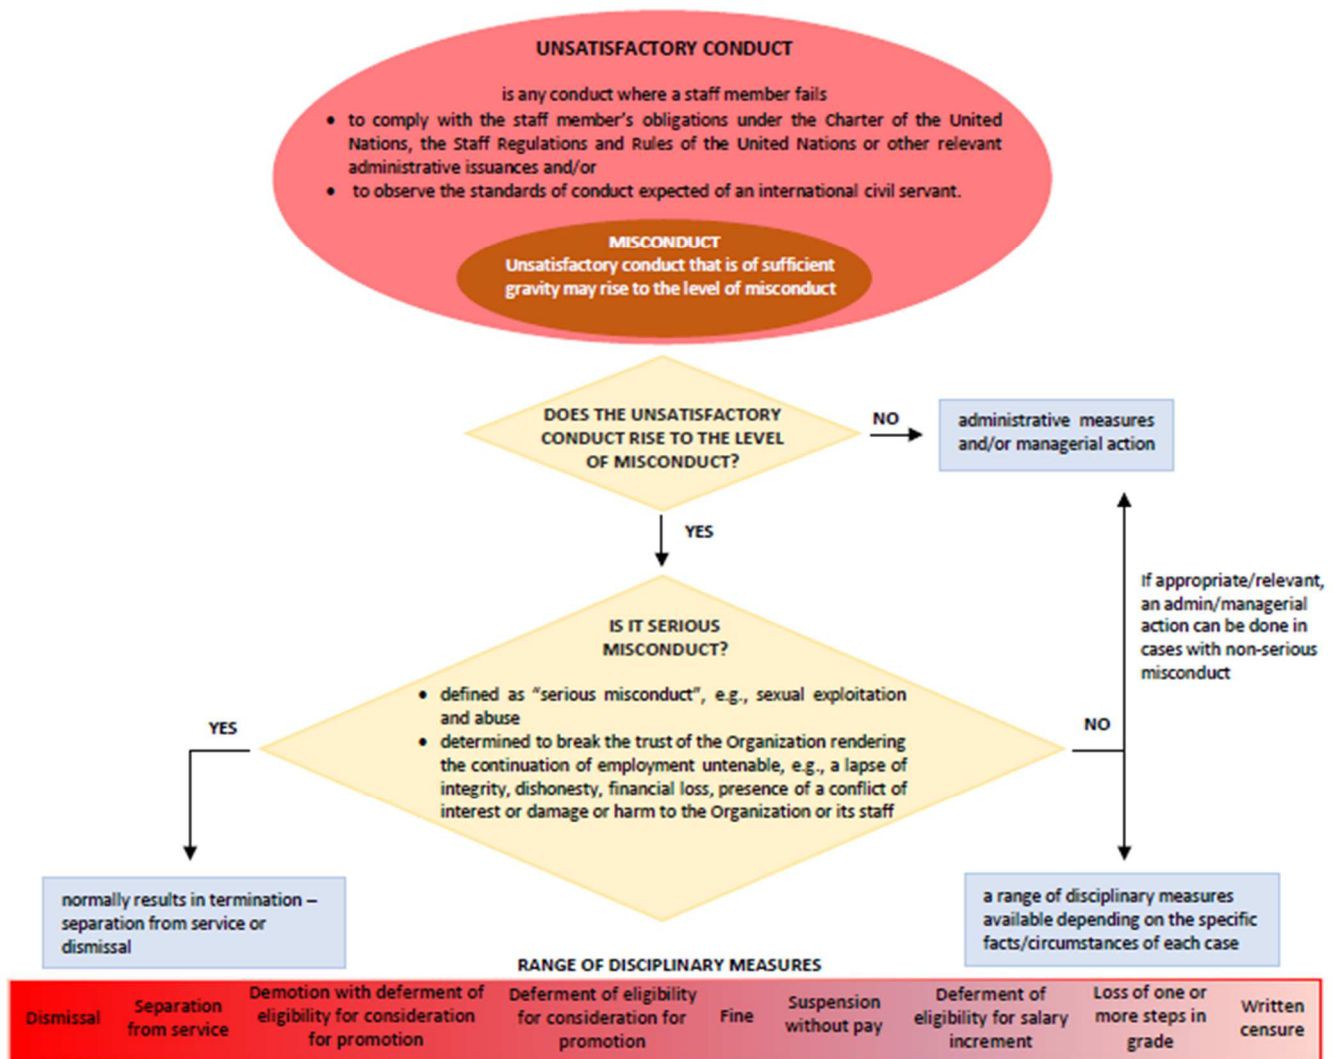 UNSATISFACTORY CONDUCT
is any conduct where a staff member fails
• to comply with the staff member's obligations under the Charter of the United
Nations, the Staff Regulations and Rules of the United Nations or other relevant
administrative issuances and/or
• to observe the standards of conduct expected of an international civil servant.
MISCONDUCT
Unsatisfactory conduct that is of sufficient
gravity may rise to the level of misconduct
DOES THE UNSATISFACTORY
CONDUCT RISE TO THE LEVEL
OF MISCONDUCT?
NO
administrative measures
and/or managerial action
YES
If appropriate/relevant,
an admin/managerial
action can be done in
cases with non-serious
misconduct
IS IT SERIOUS
MISCONDUCT?
• defined as "serious misconduct", e.g., sexual exploitation
and abuse
• determined to break the trust of the Organization rendering
the continuation of employment untenable, e.g., a lapse of
integrity, dishonesty, financial loss, presence of a conflict of
interest or damage or harm to the Organization or its staff
YES
NO
normally results in termination –
separation from service or
dismissal
a range of disciplinary measures
available depending on the specific
facts/circumstances of each case
RANGE OF DISCIPLINARY MEASURES
Dismissal
Separation
from service
Demotion with deferment of
eligibility for consideration
for promotion
Deferment of eligibility
for consideration for
promotion
Fine
Suspension
without pay
Deferment of
eligibility for salary
increment
Loss of one or
more steps in
grade
Written
censure